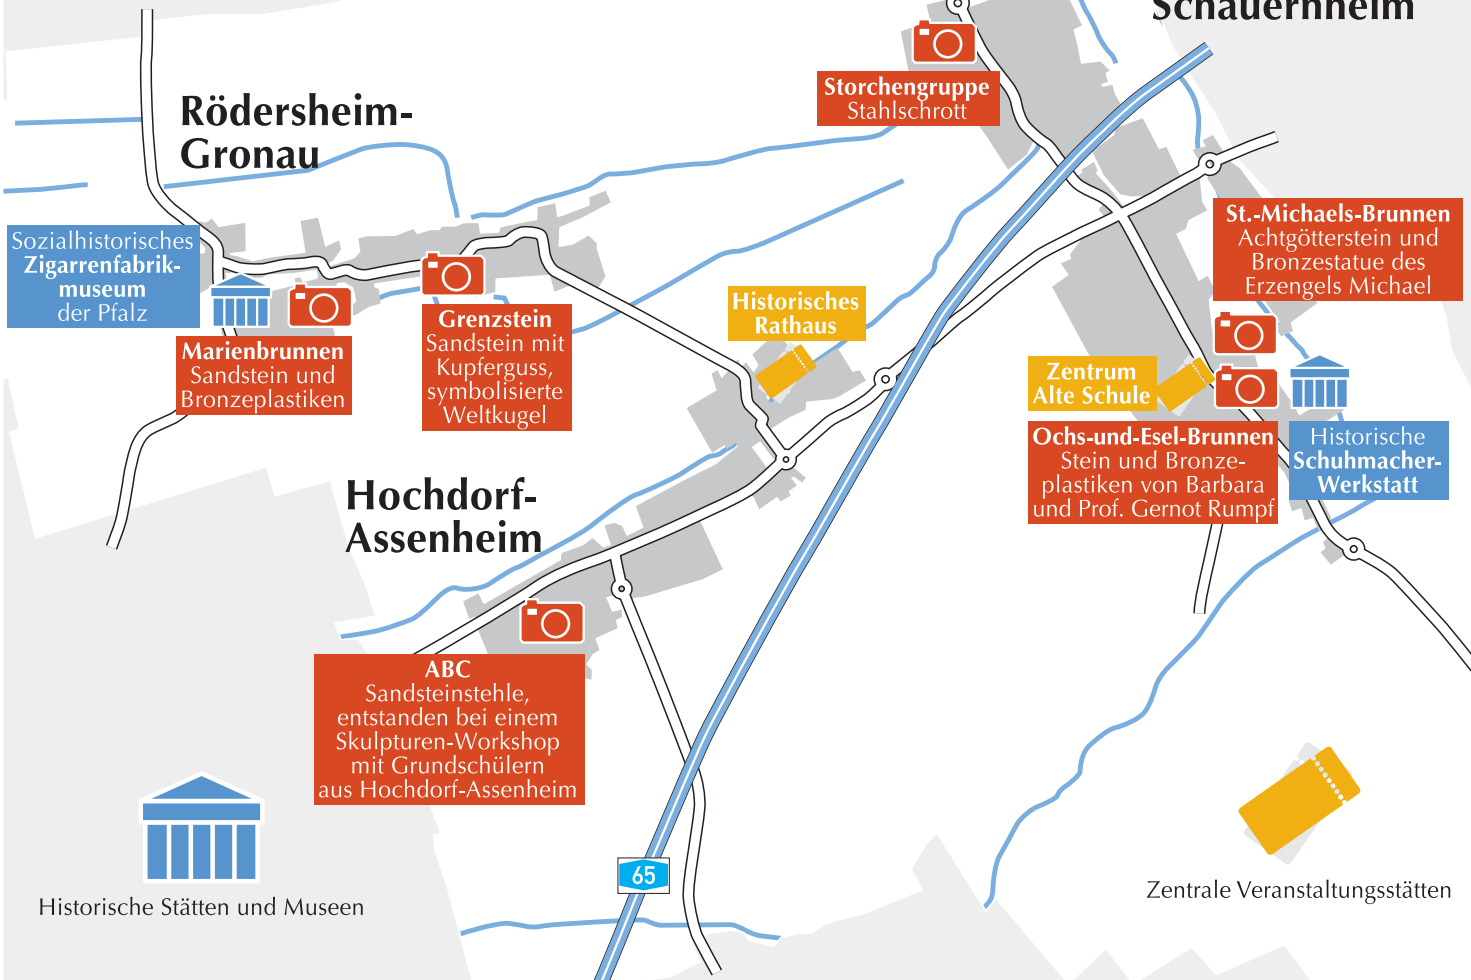 Schauernheim
Storchengruppe
Stahlschrott
Rödersheim-
Gronau
Sozialhistorisches
Zigarrenfabrik-
museum
der Pfalz
Marienbrunnen
Sandstein und
Bronzeplastiken
Grenzstein
Sandstein mit
Kupferguss,
symbolisierte
Weltkugel
Historisches
Rathaus
St.-Michaels-Brunnen
Achtgötterstein und
Bronzestatue des
Erzengels Michael
Zentrum
Alte Schule
Ochs-und-Esel-Brunnen
Stein und Bronze-
plastiken von Barbara
und Prof. Gernot Rumpf
Historische
Schuhmacher-
Werkstatt
Hochdorf-
Assenheim
ABC
Sandsteinstehle,
entstanden bei einem
Skulpturen-Workshop
mit Grundschülern
aus Hochdorf-Assenheim
65
Historische Stätten und Museen
Zentrale Veranstaltungsstätten